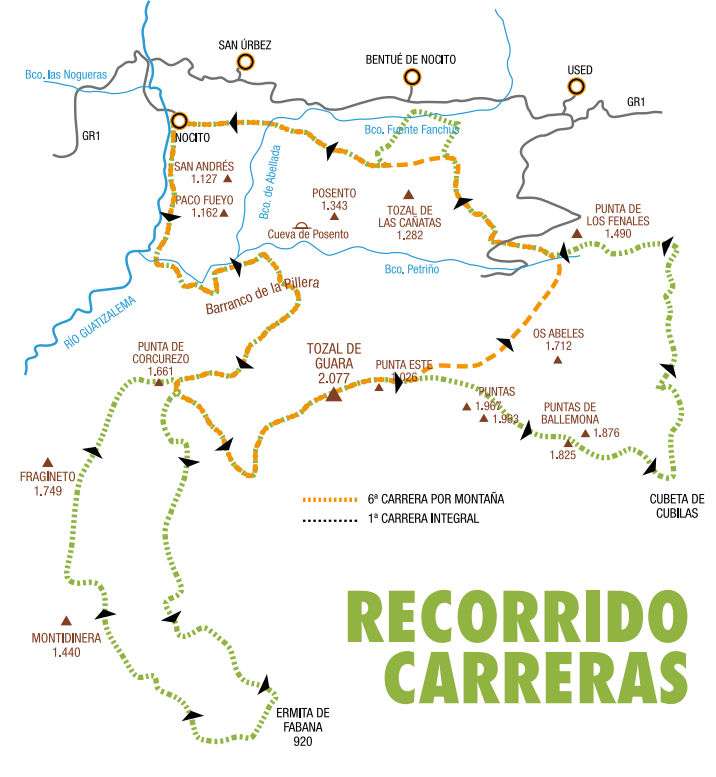 SAN ÚRBEZ
BENTUÉ DE NOCITO
USED
Bco. las Nogueras
GR1
GR1
NOCITO
Bco. Fuente Fanchus
SAN ANDRÉS
1.127
PACO FUEYO
1.162
Bco. de Abellada
POSENTO
1.343
Cueva de Posento
TOZAL DE
LAS CAÑATAS
1.282
PUNTA DE
LOS FENALES
1.490
Bco. Petriño
Barranco de la Pillera
RÍO GUATIZALEMA
PUNTA DE
CORCUREZO
1.661
TOZAL DE
GUARA
2.077
PUNTA ESTE
OS ABELES
1.712
PUNTAS
1.967
1.903
PUNTAS DE
BALLEMONA
1.876
1.825
FRAGINETO
1.749
CUBETA DE
CUBILAS
6ª CARRERA POR MONTAÑA
1ª CARRERA INTEGRAL
RECORRIDO
CARRERAS
MONTIDINERA
1.440
ERMITA DE
FABANA
920